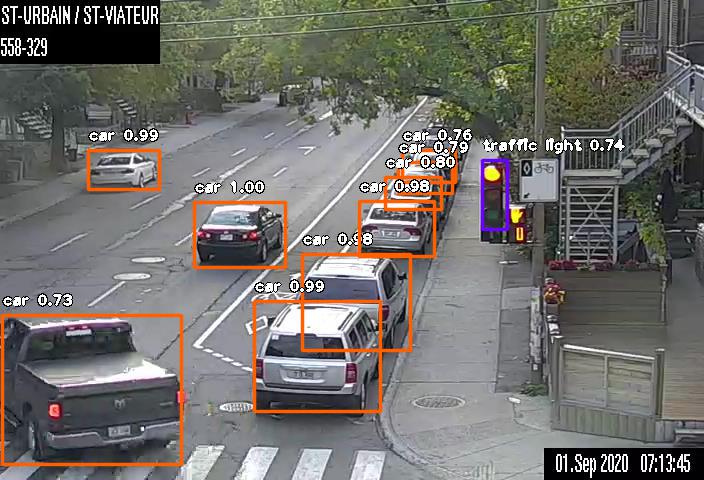 ST-URBAIN / ST-VIATEUR
558-329
car 0.99
car 0.76
car 0.79
traffic light 0.74
car 0.80
car 1.00
car 0.98
car 0.98
car 0.99
car 0.73
01.Sep 2020 07:13:45